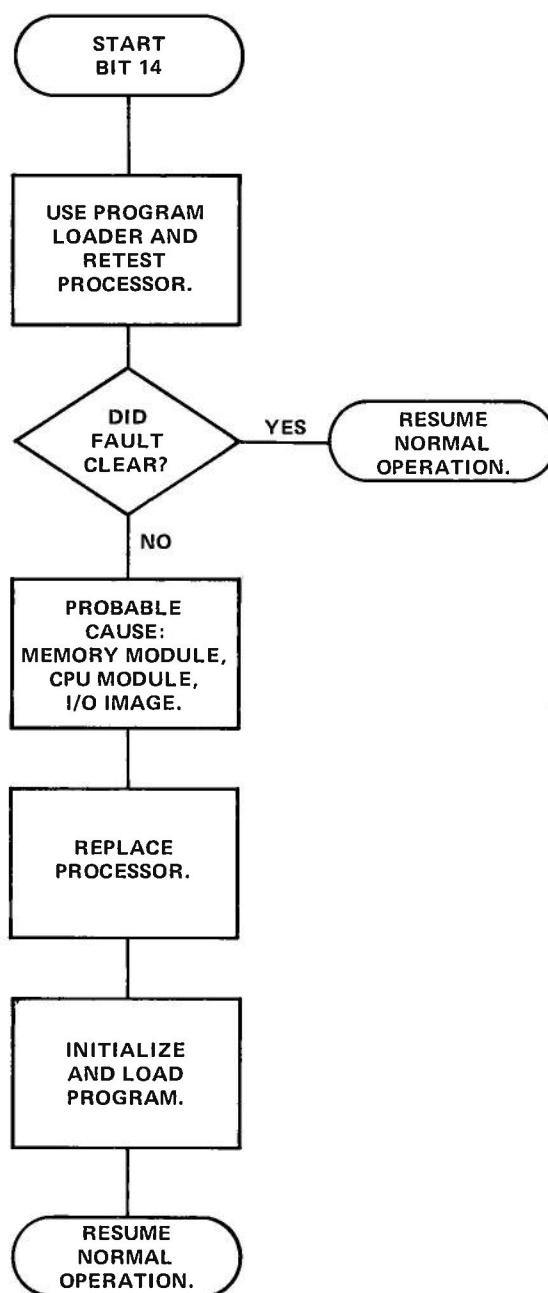 START
BIT 14
USE PROGRAM
LOADER AND
RETEST
PROCESSOR.
DID
FAULT
CLEAR?
YES
RESUME
NORMAL
OPERATION.
NO
PROBABLE
CAUSE:
MEMORY MODULE,
CPU MODULE,
I/O IMAGE.
REPLACE
PROCESSOR.
INITIALIZE
AND LOAD
PROGRAM.
RESUME
NORMAL
OPERATION.